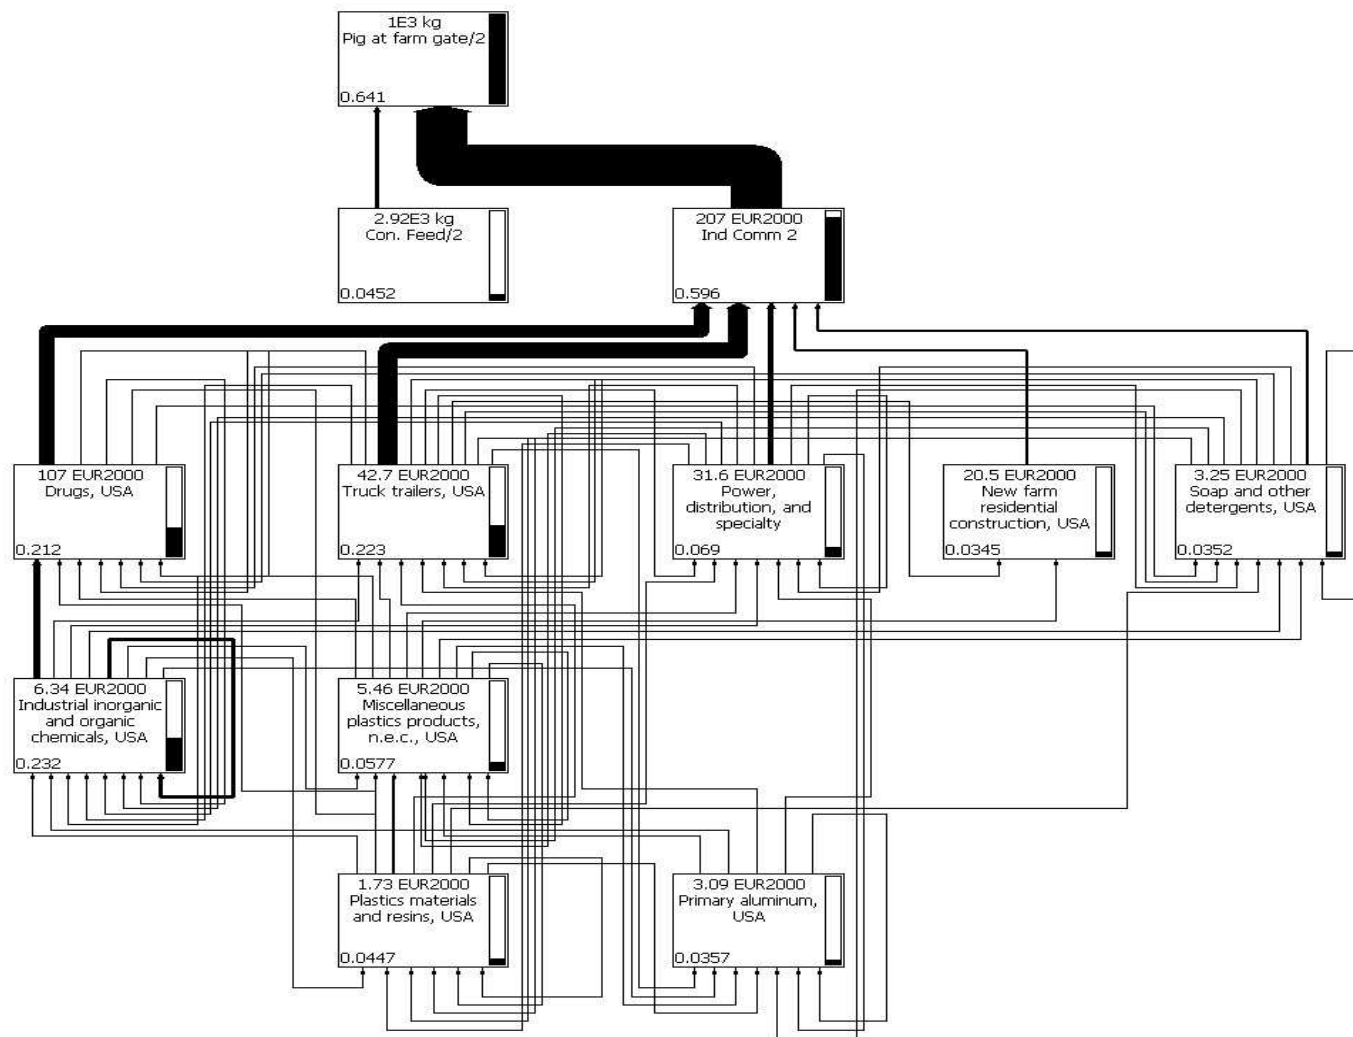 1E3 kg
Pig at farm gate/2
0.641
2.92E3 kg
Con. Feed/2
0.0452
207 EUR2000
Ind Comm 2
0.596
107 EUR2000
Drugs, USA
0.212
42.7 EUR2000
Truck trailers, USA
0.223
31.6 EUR2000
Power,
distribution, and
specialty
0.069
20.5 EUR2000
New farm
residential
construction, USA
0.0345
3.25 EUR2000
Soap and other
detergents, USA
0.0352
6.34 EUR2000
Industrial inorganic
and organic
chemicals, USA
0.232
5.46 EUR2000
Miscellaneous
plastics products,
n.e.c., USA
0.0577
1.73 EUR2000
Plastics materials
and resins, USA
0.0447
3.09 EUR2000
Primary aluminum,
USA
0.0357